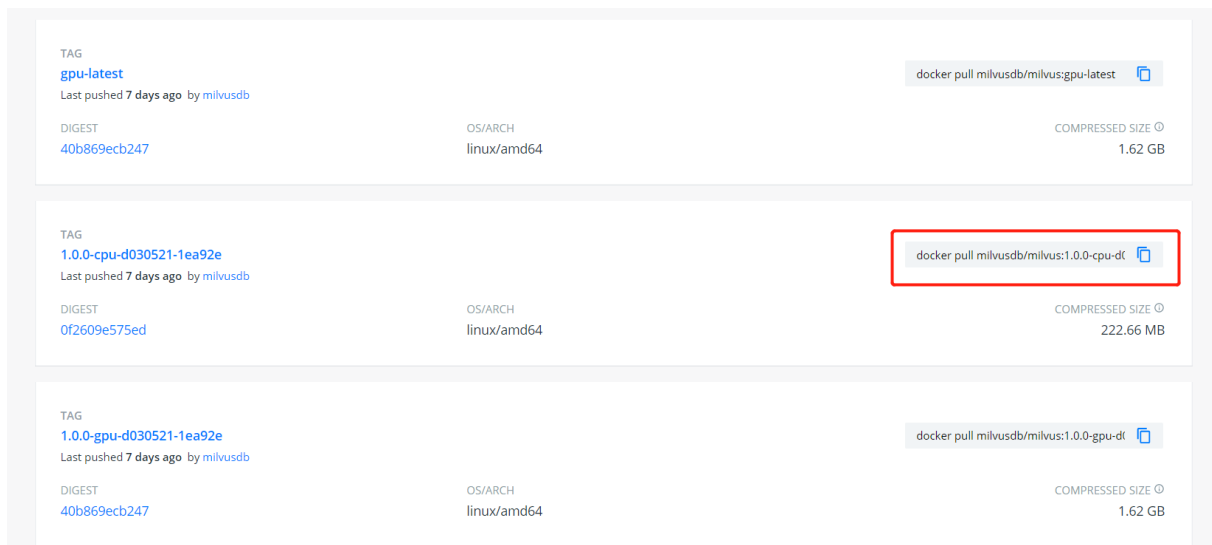 TAG
gpu-latest
docker pull milvusdb/milvus:gpu-latest
Last pushed 7 days ago by milvusdb
DIGEST
OS/ARCH
COMPRESSED SIZE
40b869ecb247
linux/amd64
1.62 GB
TAG
1.0.0-cpu-d030521-1ea92e
docker pull milvusdb/milvus:1.0.0-cpu-d(
Last pushed 7 days ago by milvusdb
DIGEST
OS/ARCH
COMPRESSED SIZE
0f2609e575ed
linux/amd64
222.66 MB
TAG
1.0.0-gpu-d030521-1ea92e
docker pull milvusdb/milvus:1.0.0-gpu-d(
Last pushed 7 days ago by milvusdb
DIGEST
OS/ARCH
COMPRESSED SIZE
40b869ecb247
linux/amd64
1.62 GB